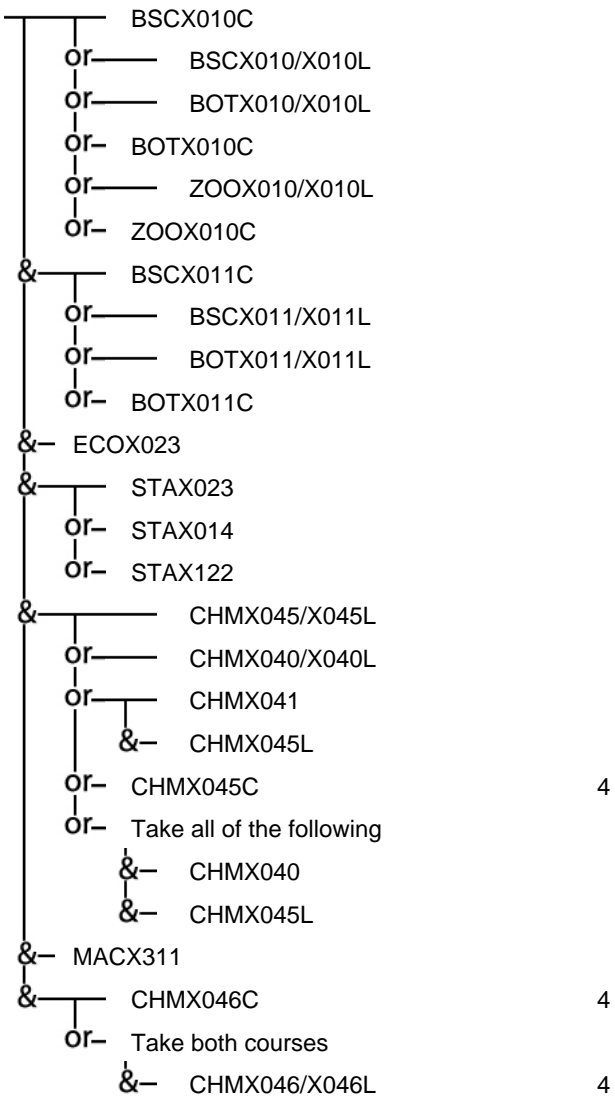 BSCX010C
or BSCX010/X010L
or BOTX010/X010L
or BOTX010C
or ZOOX010/X010L
or ZOOX010C
& BSCX011C
or BSCX011/X011L
or BOTX011/X011L
or BOTX011C
& ECOX023
& STAX023
or STAX014
or STAX122
& CHMX045/X045L
or CHMX040/X040L
or CHMX041
& CHMX045L
or CHMX045C 4
or Take all of the following
& CHMX040
& CHMX045L
& MACX311
& CHMX046C 4
or Take both courses
& CHMX046/X046L 4